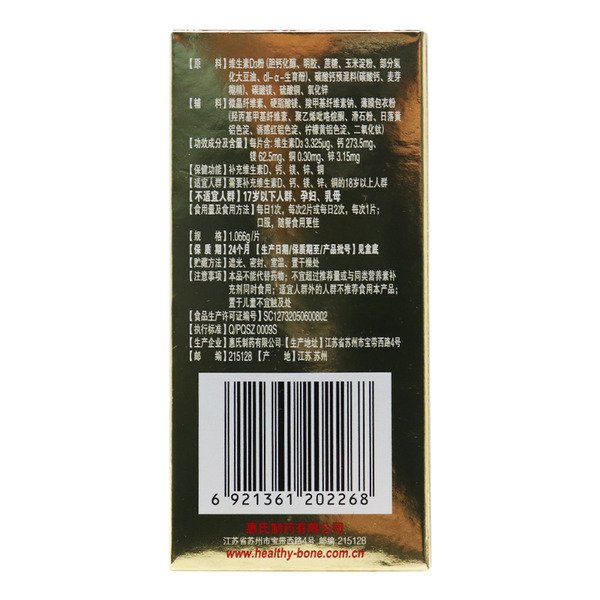 【原　　料】维生素D₃粉（胆钙化醇、明胶、蔗糖、玉米淀粉、部分氢
化大豆油、dl-α-生育酚）、碳酸钙预混料(碳酸钙、麦芽
糊精）、碳酸镁、硫酸铜、氧化锌
【辅　　料】微晶纤维素、硬脂酸镁、羧甲基纤维素钠、薄膜包衣粉
（羟丙基甲基纤维素、聚乙烯吡咯烷酮、滑石粉、日落黄
铝色淀、诱惑红铝色淀、柠檬黄铝色淀、二氧化钛）
【功效成分及含量】每片含: 维生素D₃ 3.325μg、钙 273.5mg、
镁 62.5mg、铜 0.30mg、锌 3.15mg
【保健功能】补充维生素D、钙、镁、锌、铜
【适宜人群】需要补充维生素D、钙、镁、锌、铜的18岁以上人群
【不适宜人群】17岁以下人群、孕妇、乳母
【食用量及食用方法】每日1次，每次2片或每日2次，每次1片；
口服，随餐食用更佳
【规　　格】1.066g/片
【保 质 期】24个月【生产日期/保质期至/产品批号】见盒底
【贮藏方法】遮光、密封、室温、置干燥处
【注意事项】本品不能代替药物；不宜超过推荐量或与同类营养素补
充剂同时食用；适宜人群外的人群不推荐食用本产品；
置于儿童不宜触及处
【食品生产许可证编号】SC12732050600802
【执行标准】Q/PQSZ 0009S
【生产企业】惠氏制药有限公司【生产地址】江苏省苏州市宝带西路4号
【邮　　编】215128【产　　地】江苏 苏州
6 921361 202268
惠氏制药有限公司
江苏省苏州市宝带西路4号 邮编 215128
www.healthy-bone.com.cn